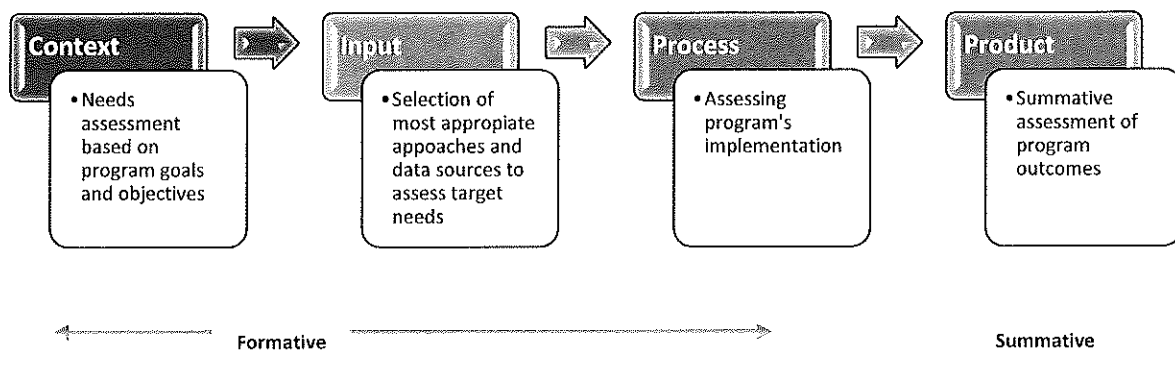 Context
Input
Process
Product
• Needs
assessment
based on
program goals
and objectives
• Selection of
most appropiate
appoaches and
data sources to
assess target
needs
• Assessing
program's
implementation
• Summative
assessment of
program
outcomes
Formative
Summative